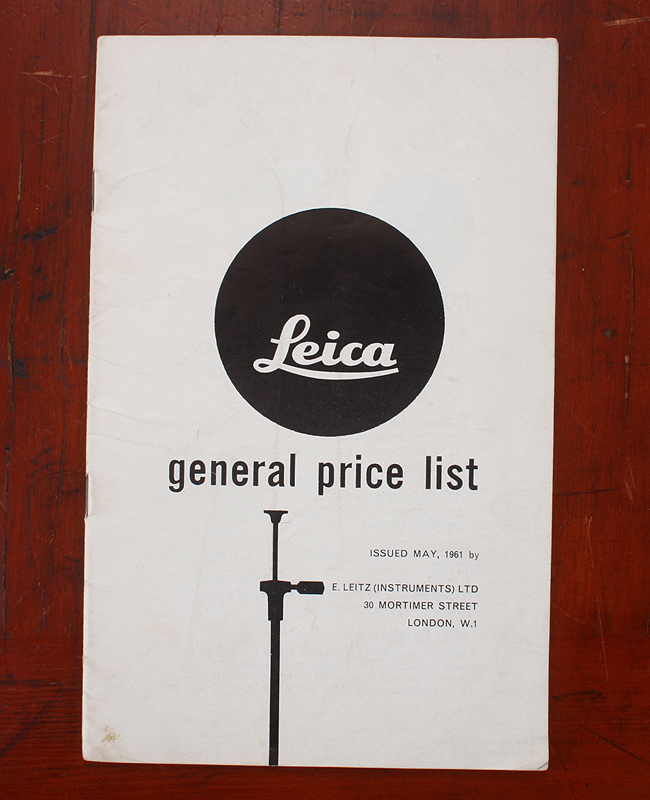 Leica
general price list
ISSUED MAY, 1961 by
E. LEITZ (INSTRUMENTS) LTD
30 MORTIMER STREET
LONDON, W.1